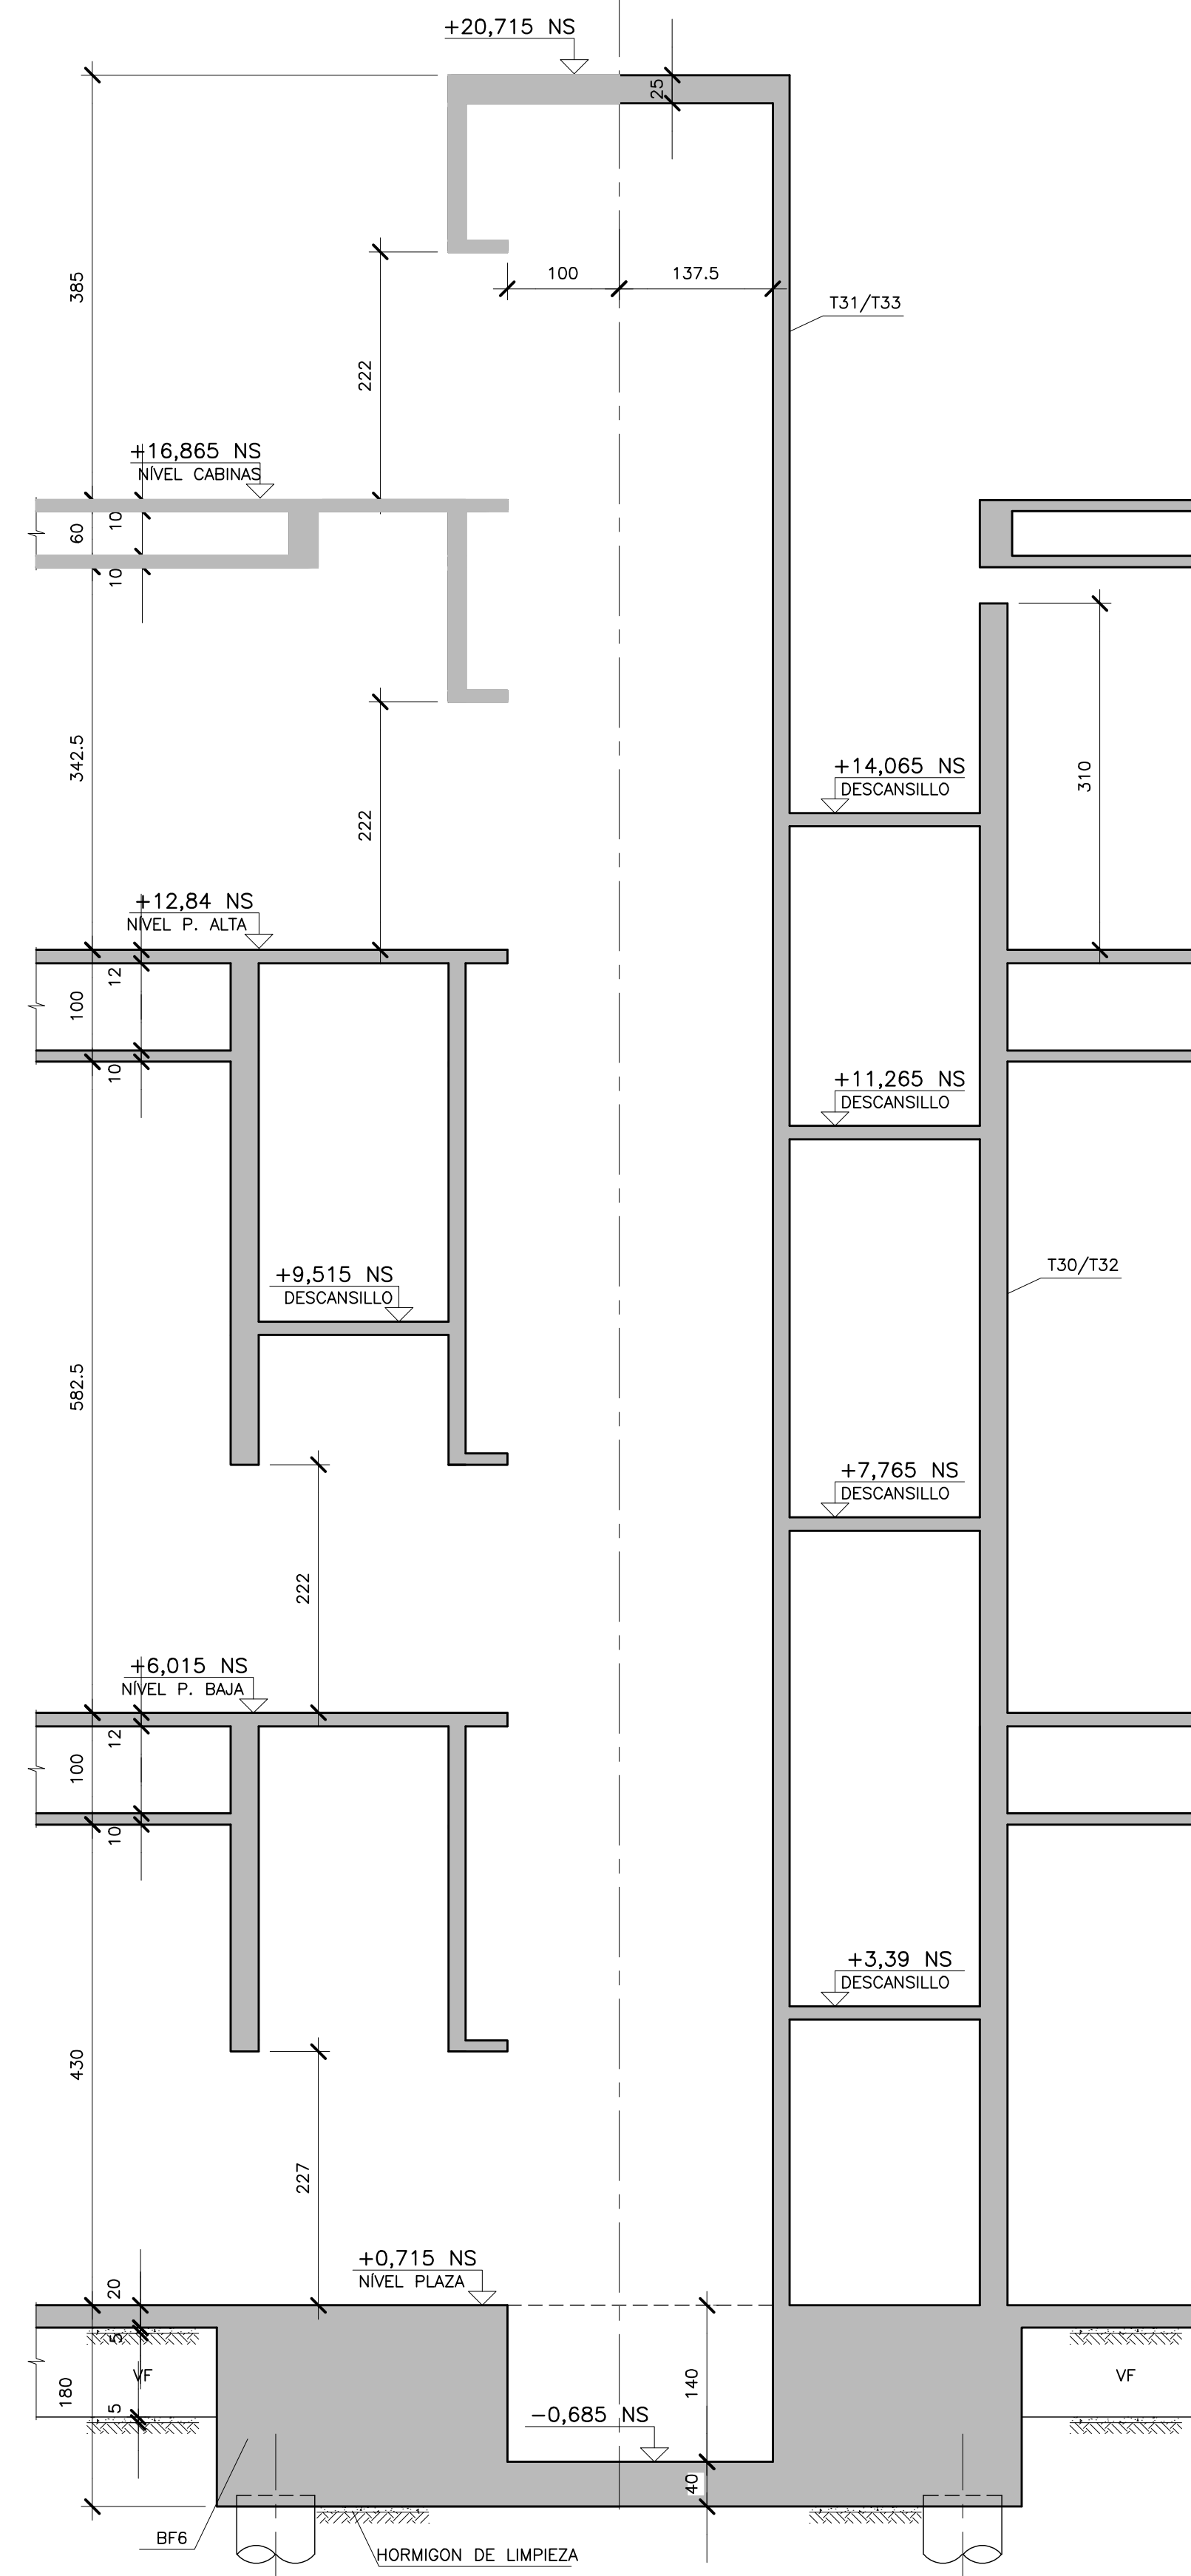 +20,715 NS
25
385
100
137.5
T31/T33
222
+16,865 NS
NÍVEL CABINAS
10
60
10
310
342.5
+14,065 NS
DESCANSILLO
222
+12,84 NS
NÍVEL P. ALTA
12
100
10
+11,265 NS
DESCANSILLO
T30/T32
+9,515 NS
DESCANSILLO
582.5
+7,765 NS
DESCANSILLO
222
+6,015 NS
NÍVEL P. BAJA
12
100
10
+3,39 NS
DESCANSILLO
430
227
+0,715 NS
NÍVEL PLAZA
20
5
VF
VF
180
140
5
-0,685 NS
40
BF6
HORMIGON DE LIMPIEZA